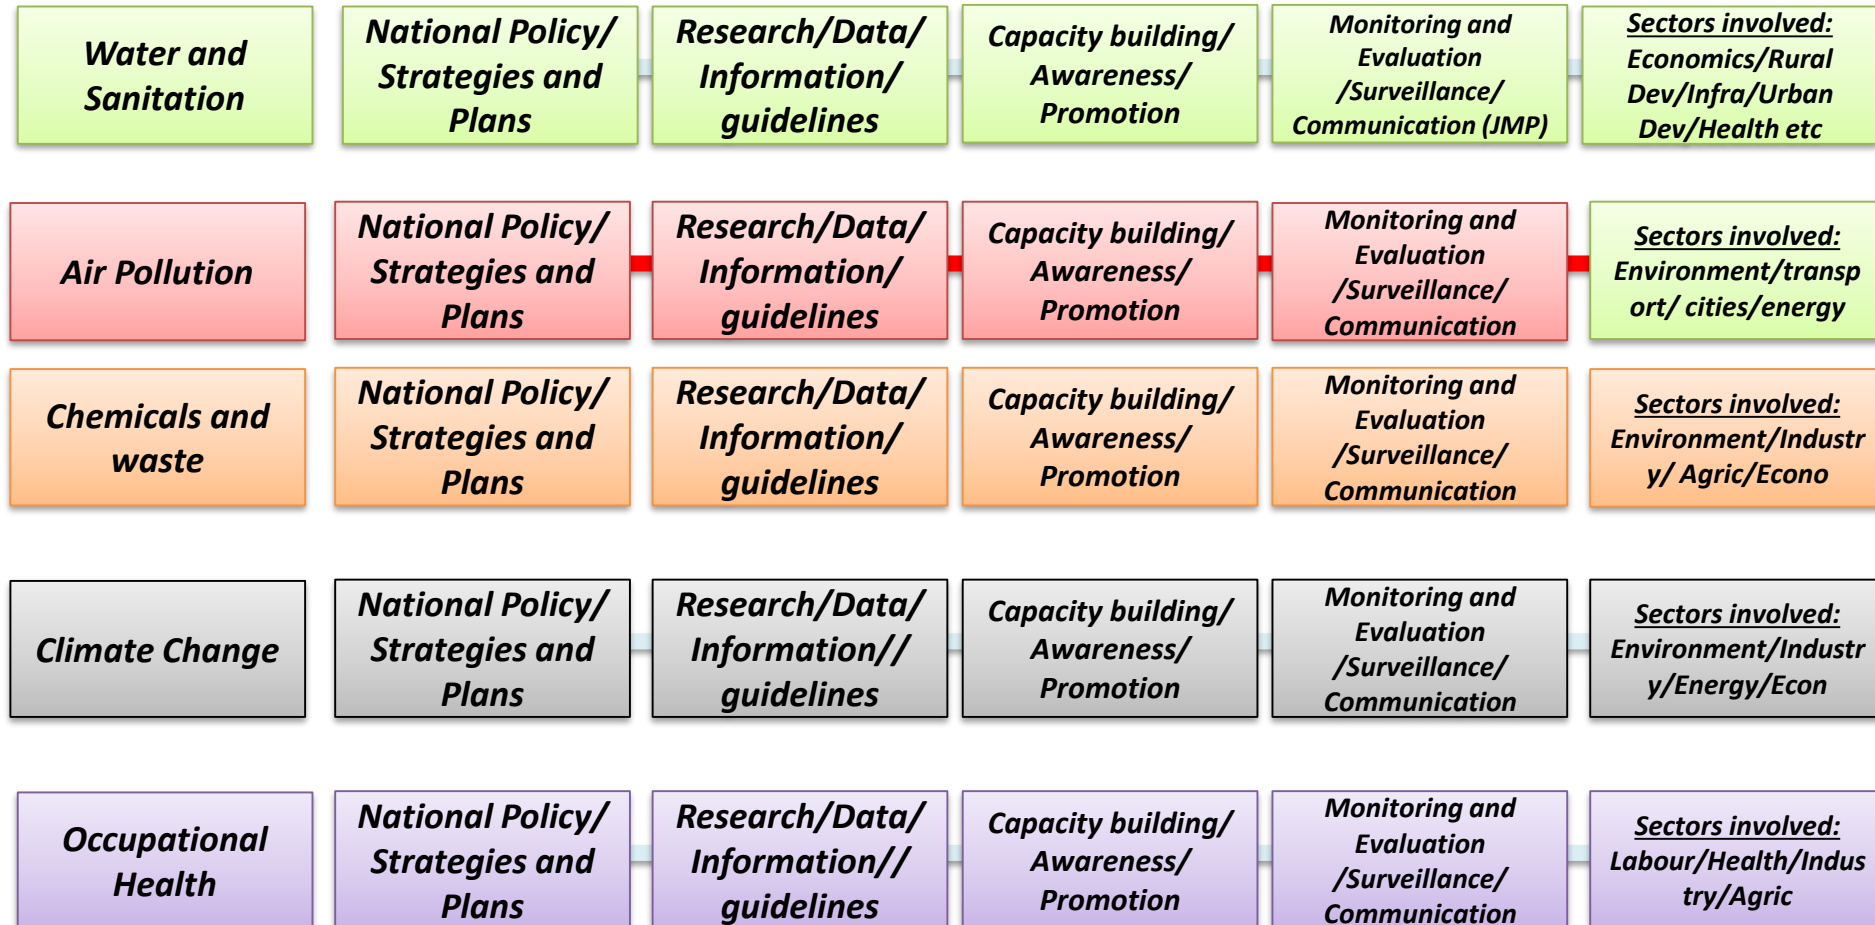 Water and
Sanitation
National Policy/
Strategies and
Plans
Research/Data/
Information/
guidelines
Capacity building/
Awareness/
Promotion
Monitoring and
Evaluation
/Surveillance/
Communication (JMP)
Sectors involved:
Economics/Rural
Dev/Infra/Urban
Dev/Health etc
Air Pollution
National Policy/
Strategies and
Plans
Research/Data/
Information/
guidelines
Capacity building/
Awareness/
Promotion
Monitoring and
Evaluation
/Surveillance/
Communication
Sectors involved:
Environment/transp
ort/ cities/energy
Chemicals and
waste
National Policy/
Strategies and
Plans
Research/Data/
Information/
guidelines
Capacity building/
Awareness/
Promotion
Monitoring and
Evaluation
/Surveillance/
Communication
Sectors involved:
Environment/Industr
y/ Agric/Econo
Climate Change
National Policy/
Strategies and
Plans
Research/Data/
Information//
guidelines
Capacity building/
Awareness/
Promotion
Monitoring and
Evaluation
/Surveillance/
Communication
Sectors involved:
Environment/Industr
y/Energy/Econ
Occupational
Health
National Policy/
Strategies and
Plans
Research/Data/
Information//
guidelines
Capacity building/
Awareness/
Promotion
Monitoring and
Evaluation
/Surveillance/
Communication
Sectors involved:
Labour/Health/Indus
try/Agric